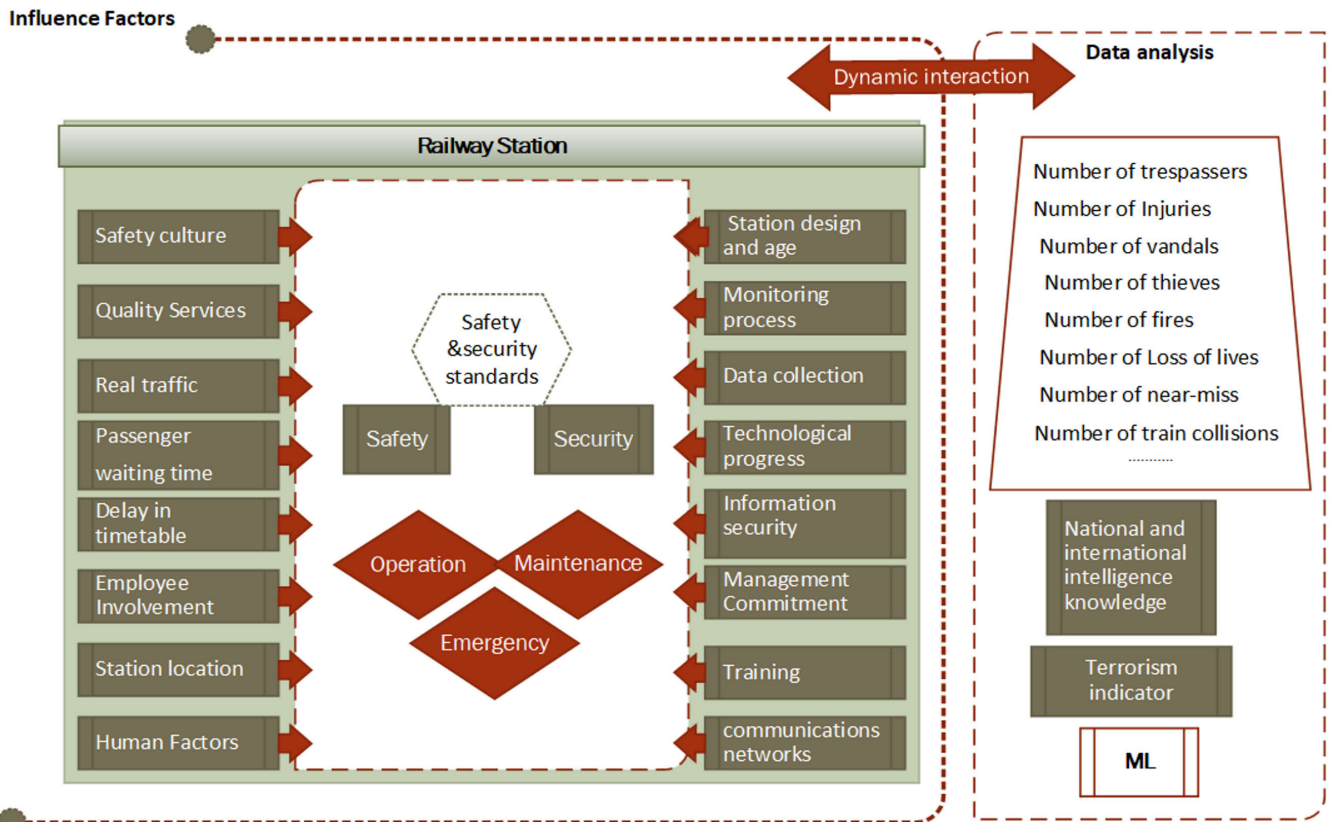 Influence Factors
Dynamic interaction
Data analysis
Railway Station
Safety culture
Quality Services
Real traffic
Passenger
waiting time
Delay in
timetable
Employee
Involvement
Station location
Human Factors
Safety
&security
standards
Safety
Security
Operation
Maintenance
Emergency
Station design
and age
Monitoring
process
Data collection
Technological
progress
Information
security
Management
Commitment
Training
communications
networks
Number of trespassers
Number of Injuries
Number of vandals
Number of thieves
Number of fires
Number of Loss of lives
Number of near-miss
Number of train collisions
...........
National and
international
intelligence
knowledge
Terrorism
indicator
ML